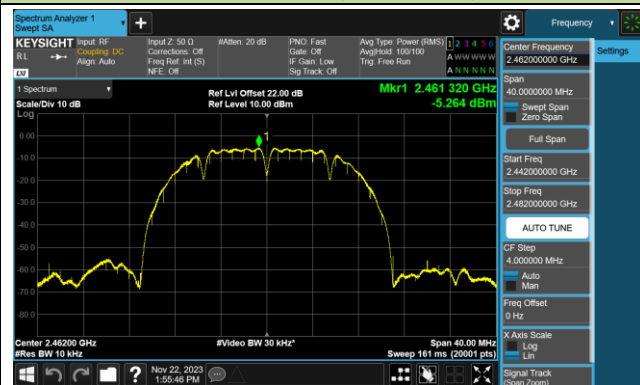 Spectrum Analyzer 1
Swept SA
Frequency
KEYSIGHT
RL
LXI
Input: RF
Coupling: DC
Align: Auto
Input Z: 50 Ω
Corrections: Off
Freq Ref: Int (S)
NFE: Off
#Atten: 20 dB
PNO: Fast
Gate: Off
IF Gain: Low
Sig Track: Off
Avg Type: Power (RMS)
Avg|Hold: 100/100
Trig: Free Run
1 2 3 4 5 6
A W W W W W
A N N N N N
1 Spectrum
Scale/Div 10 dB
Log
Ref Lvl Offset 22.00 dB
Ref Level 10.00 dBm
Mkr1 2.461 320 GHz
-5.264 dBm
1
0.00
-10.0
-20.0
-30.0
-40.0
-50.0
-60.0
-70.0
-80.0
Center 2.46200 GHz
#Res BW 10 kHz
#Video BW 30 kHz*
Span 40.00 MHz
Sweep 161 ms (20001 pts)
Nov 22, 2023
1:55:46 PM
Center Frequency
2.462000000 GHz
Settings
Span
40.0000000 MHz
Swept Span
Zero Span
Full Span
Start Freq
2.442000000 GHz
Stop Freq
2.482000000 GHz
AUTO TUNE
CF Step
4.000000 MHz
Auto
Man
Freq Offset
0 Hz
X Axis Scale
Log
Lin
Signal Track
(Span Zoom)